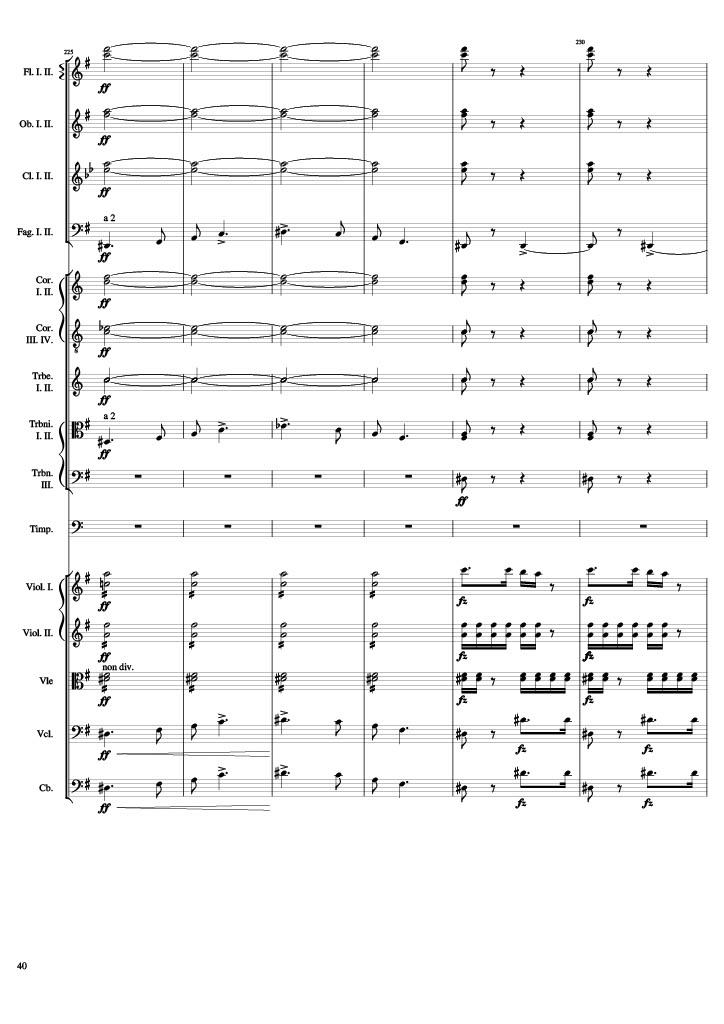 225
230
Fl. I. II.
ff
Ob. I. II.
ff
Cl. I. II.
ff
a 2
Fag. I. II.
ff
Cor.
I. II.
ff
Cor.
III. IV.
ff
Trbe.
I. II.
ff
a 2
Trbni.
I. II.
ff
Trbn.
III.
ff
Timp.
Viol. I.
ff fz fz
Viol. II.
ff fz fz
non div.
Vle
ff fz fz
Vcl.
ff fz fz
Cb.
ff fz fz
40